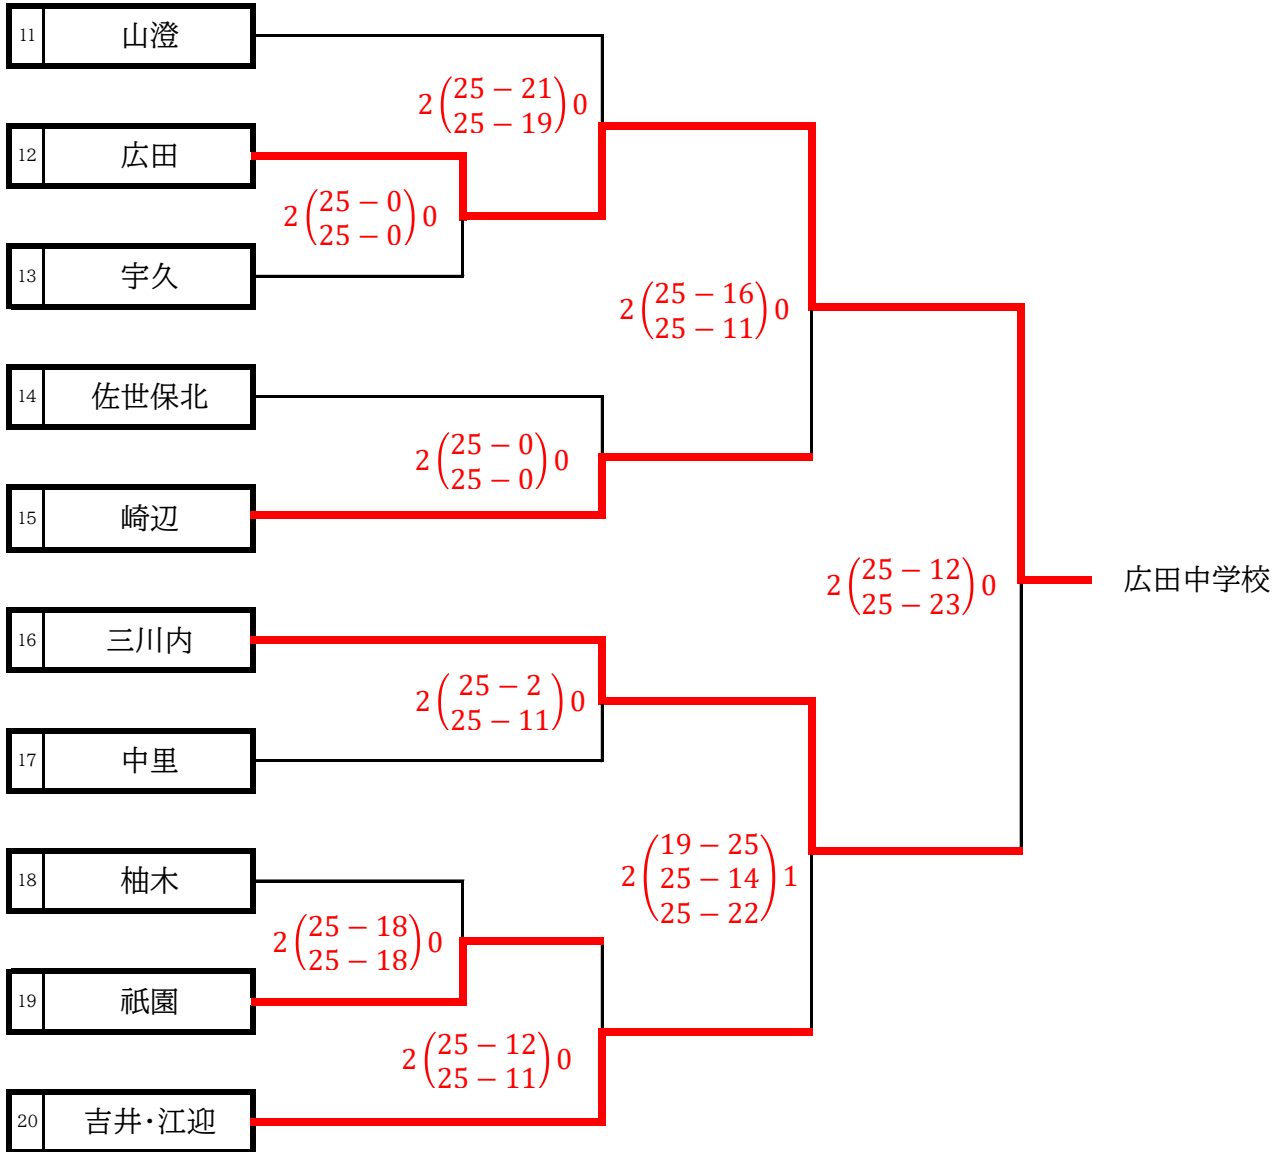 11 山澄
2(25 − 21
25 − 19)0
12 広田
2(25 − 0
25 − 0)0
13 宇久
2(25 − 16
25 − 11)0
14 佐世保北
2(25 − 0
25 − 0)0
15 崎辺
2(25 − 12
25 − 23)0
広田中学校
16 三川内
2(25 − 2
25 − 11)0
17 中里
2(19 − 25
25 − 14
25 − 22)1
18 柚木
2(25 − 18
25 − 18)0
19 祇園
2(25 − 12
25 − 11)0
20 吉井・江迎